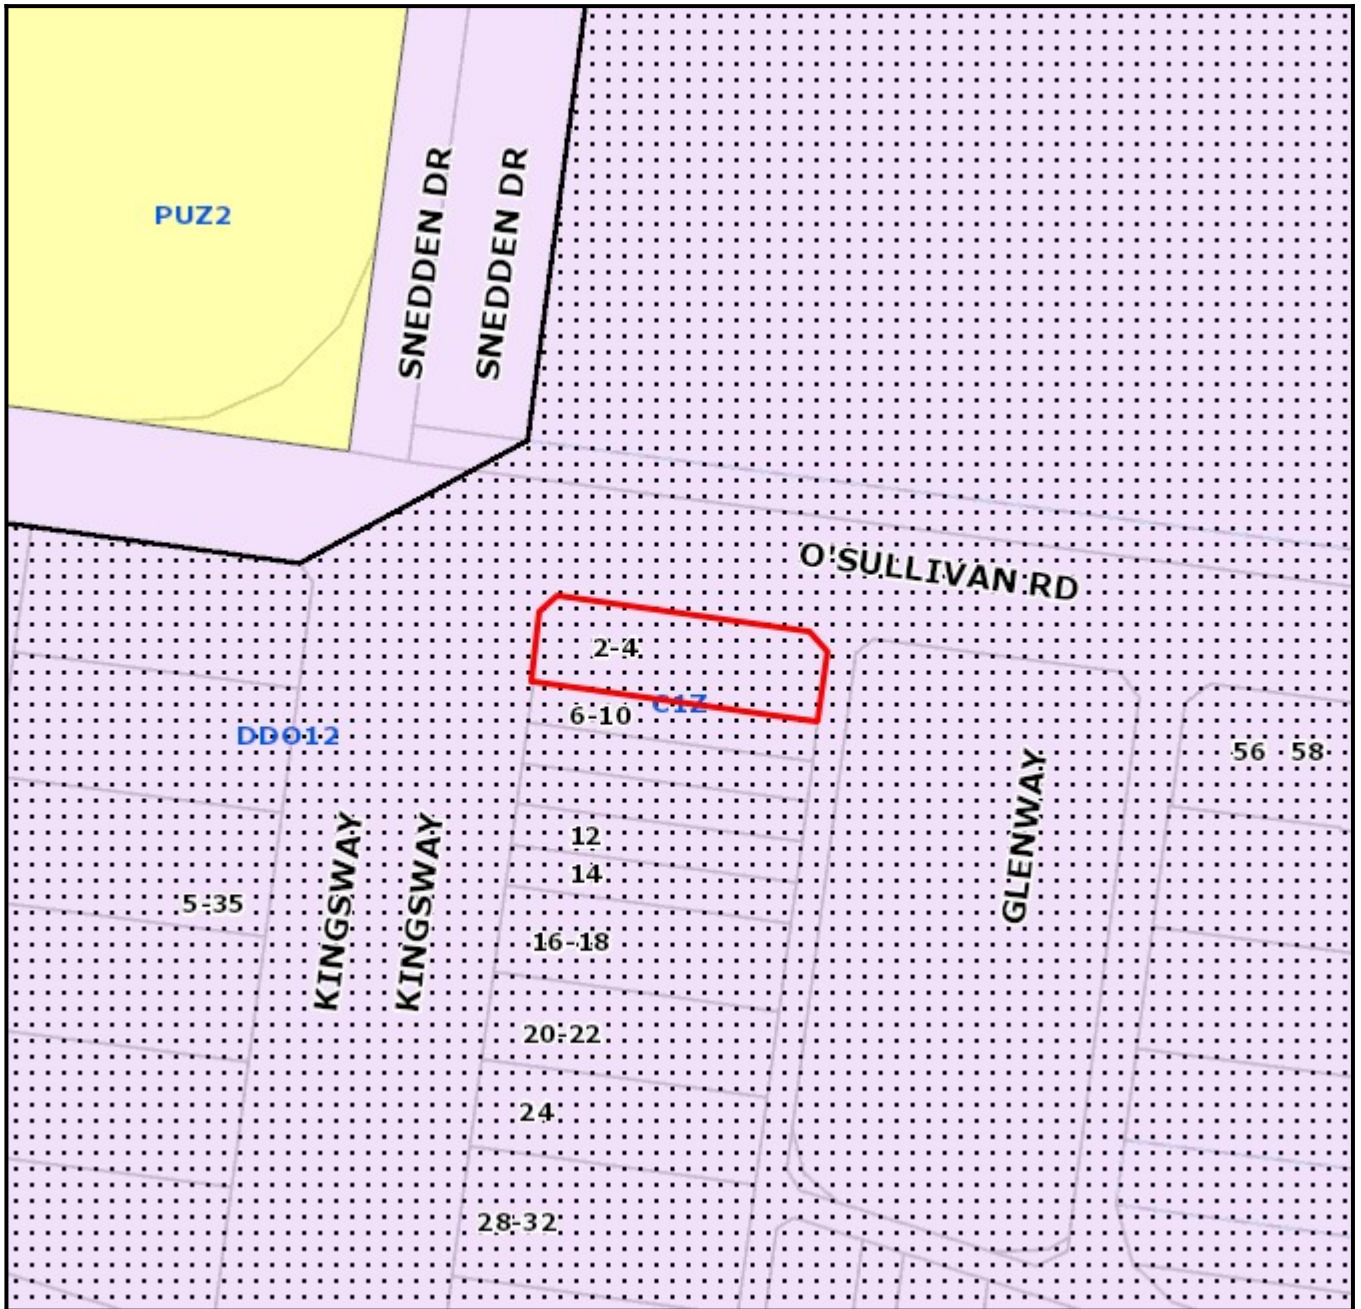 PUZ2
SNEDDEN DR
SNEDDEN DR
O'SULLIVAN RD
2-4
C1Z
6-10
DDO12
56 58
12
14
5-35
KINGSWAY
KINGSWAY
GLENWAY
16-18
20-22
24
28-32